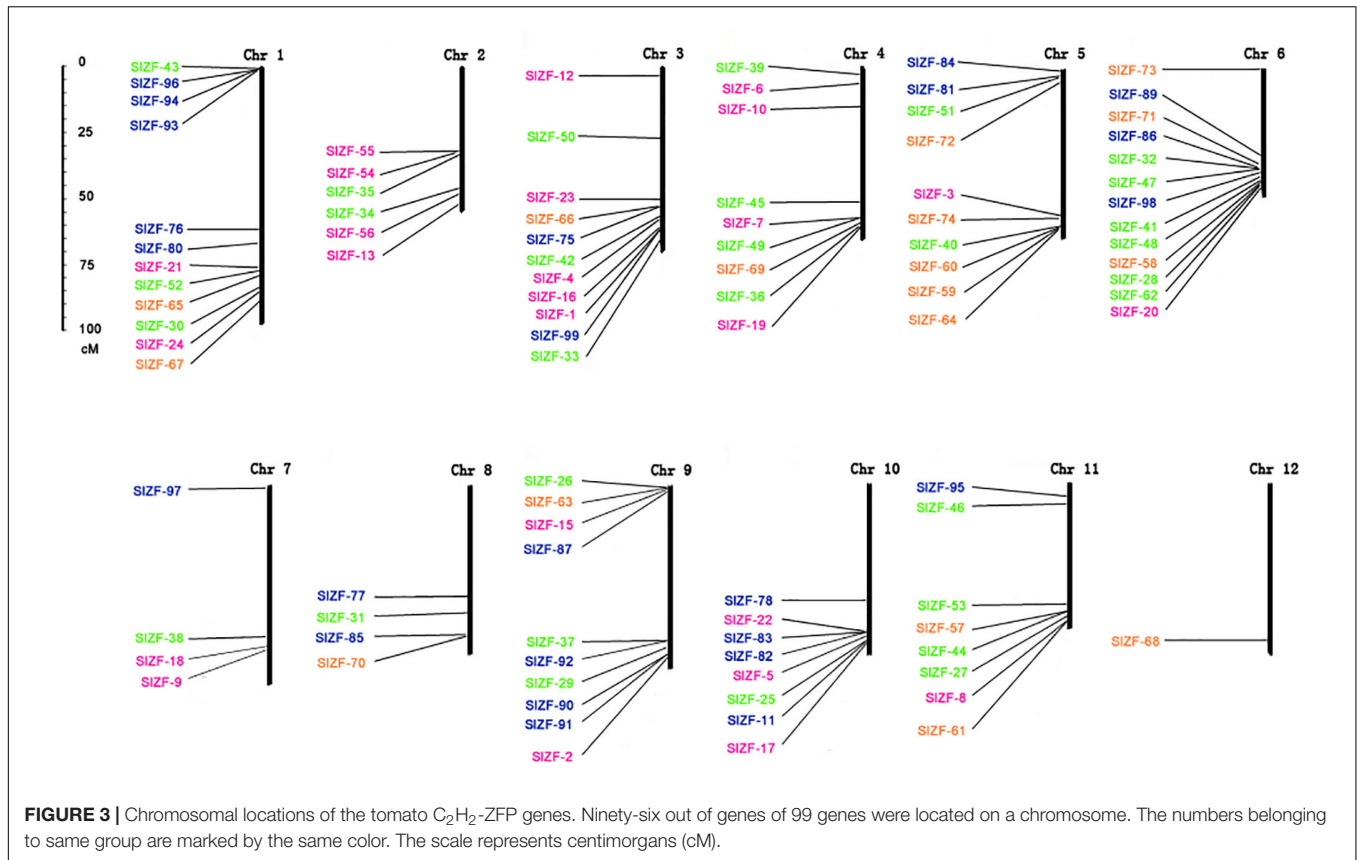 Chr 1
Chr 2
Chr 3
Chr 4
Chr 5
Chr 6
0
25
50
75
100
cM
SlZF-43
SlZF-96
SlZF-94
SlZF-93
SlZF-76
SlZF-80
SlZF-21
SlZF-52
SlZF-65
SlZF-30
SlZF-24
SlZF-67
SlZF-55
SlZF-54
SlZF-35
SlZF-34
SlZF-56
SlZF-13
SlZF-12
SlZF-50
SlZF-23
SlZF-66
SlZF-75
SlZF-42
SlZF-4
SlZF-16
SlZF-1
SlZF-99
SlZF-33
SlZF-39
SlZF-6
SlZF-10
SlZF-45
SlZF-7
SlZF-49
SlZF-69
SlZF-36
SlZF-19
SlZF-84
SlZF-81
SlZF-51
SlZF-72
SlZF-3
SlZF-74
SlZF-40
SlZF-60
SlZF-59
SlZF-64
SlZF-73
SlZF-89
SlZF-71
SlZF-86
SlZF-32
SlZF-47
SlZF-98
SlZF-41
SlZF-48
SlZF-58
SlZF-28
SlZF-62
SlZF-20
Chr 7
Chr 8
Chr 9
Chr 10
Chr 11
Chr 12
SlZF-97
SlZF-38
SlZF-18
SlZF-9
SlZF-77
SlZF-31
SlZF-85
SlZF-70
SlZF-26
SlZF-63
SlZF-15
SlZF-87
SlZF-37
SlZF-92
SlZF-29
SlZF-90
SlZF-91
SlZF-2
SlZF-78
SlZF-22
SlZF-83
SlZF-82
SlZF-5
SlZF-25
SlZF-11
SlZF-17
SlZF-95
SlZF-46
SlZF-53
SlZF-57
SlZF-44
SlZF-27
SlZF-8
SlZF-61
SlZF-68
FIGURE 3 | Chromosomal locations of the tomato C₂H₂-ZFP genes. Ninety-six out of genes of 99 genes were located on a chromosome. The numbers belonging
to same group are marked by the same color. The scale represents centimorgans (cM).